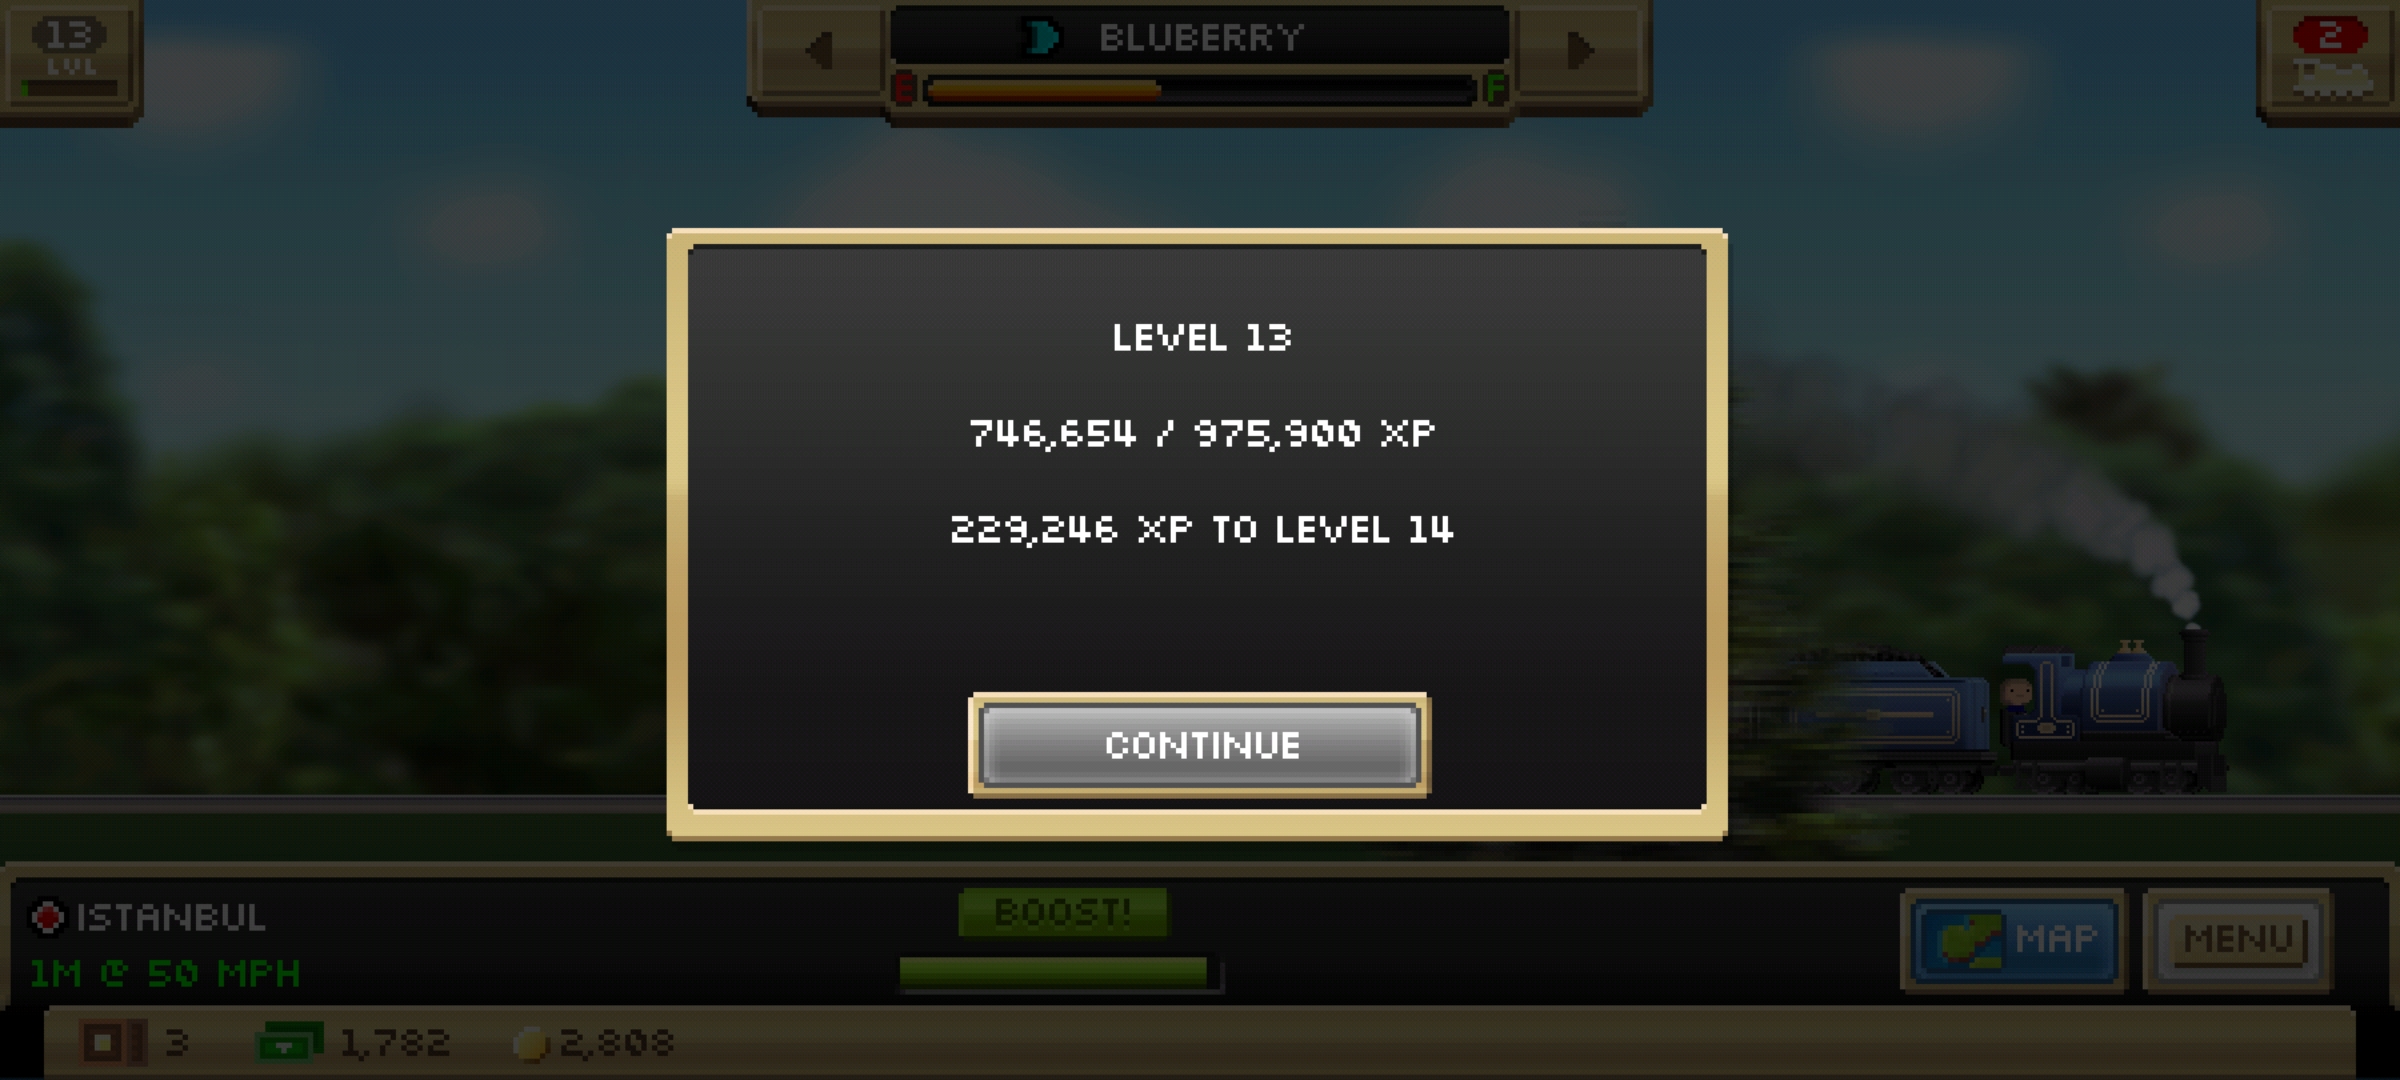 13
LVL
BLUBERRY
E F
2
LEVEL 13
746,654 / 975,900 XP
229,246 XP TO LEVEL 14
CONTINUE
ISTANBUL
1M @ 50 MPH
BOOST!
MAP
MENU
3 1,782 2,808